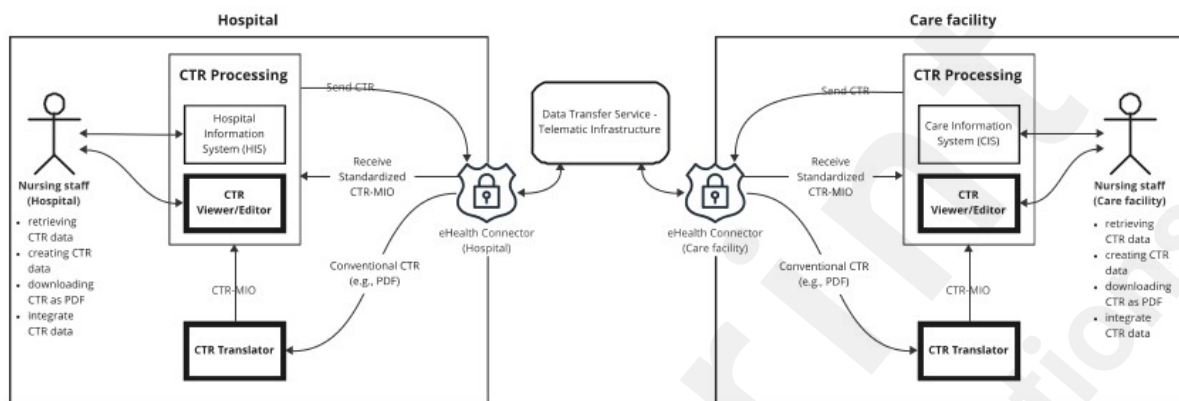 Hospital
CTR Processing
Hospital
Information
System (HIS)
CTR
Viewer/Editor
Nursing staff
(Hospital)
• retrieving
CTR data
• creating CTR
data
• downloading
CTR as PDF
• integrate
CTR data
Send CTR
Receive
Standardized
CTR-MIO
eHealth Connector
(Hospital)
Conventional CTR
(e.g., PDF)
CTR-MIO
CTR Translator
Data Transfer Service -
Telematic Infrastructure
Care facility
CTR Processing
Care Information
System (CIS)
CTR
Viewer/Editor
Nursing staff
(Care facility)
• retrieving
CTR data
• creating CTR
data
• downloading
CTR as PDF
• integrate
CTR data
Send CTR
Receive
Standardized
CTR-MIO
eHealth Connector
(Care facility)
Conventional CTR
(e.g., PDF)
CTR-MIO
CTR Translator